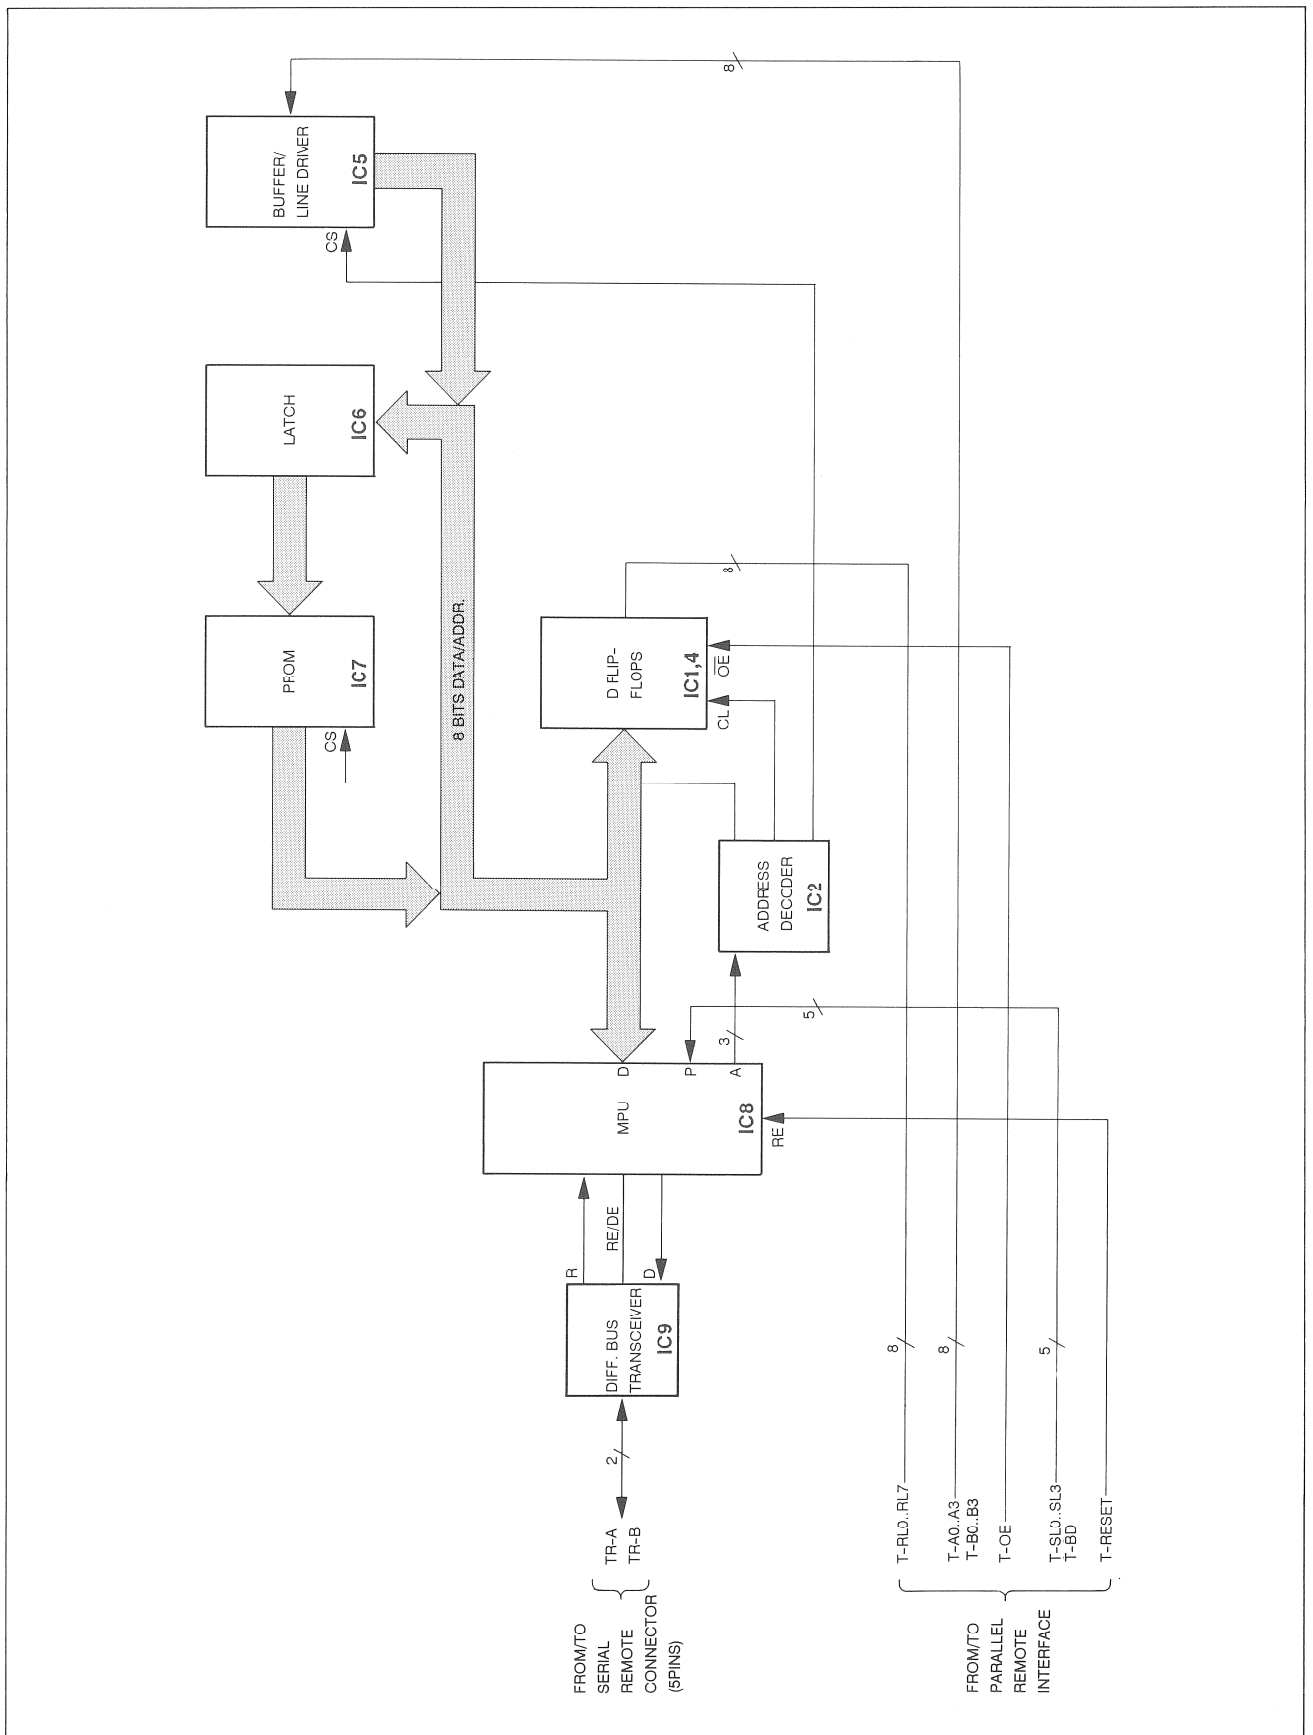 8
BUFFER/
LINE DRIVER
IC5
CS
LATCH
IC6
PROM
IC7
CS
8 BITS DATA/ADDR.
D FLIP-
FLOPS
IC1,4
CL
OE
8
ADDRESS
DECODER
IC2
MPU
IC8
D
P
A
3
5
RE
R
RE/DE
D
DIFF. BUS
TRANSCEIVER
IC9
2
TR-A
TR-B
FROM/TO
SERIAL
REMOTE
CONNECTOR
(5PINS)
8
8
5
T-RL0..RL7
T-A0..A3
T-B0..B3
T-OE
T-SL0..SL3
T-BD
T-RESET
FROM/TO
PARALLEL
REMOTE
INTERFACE